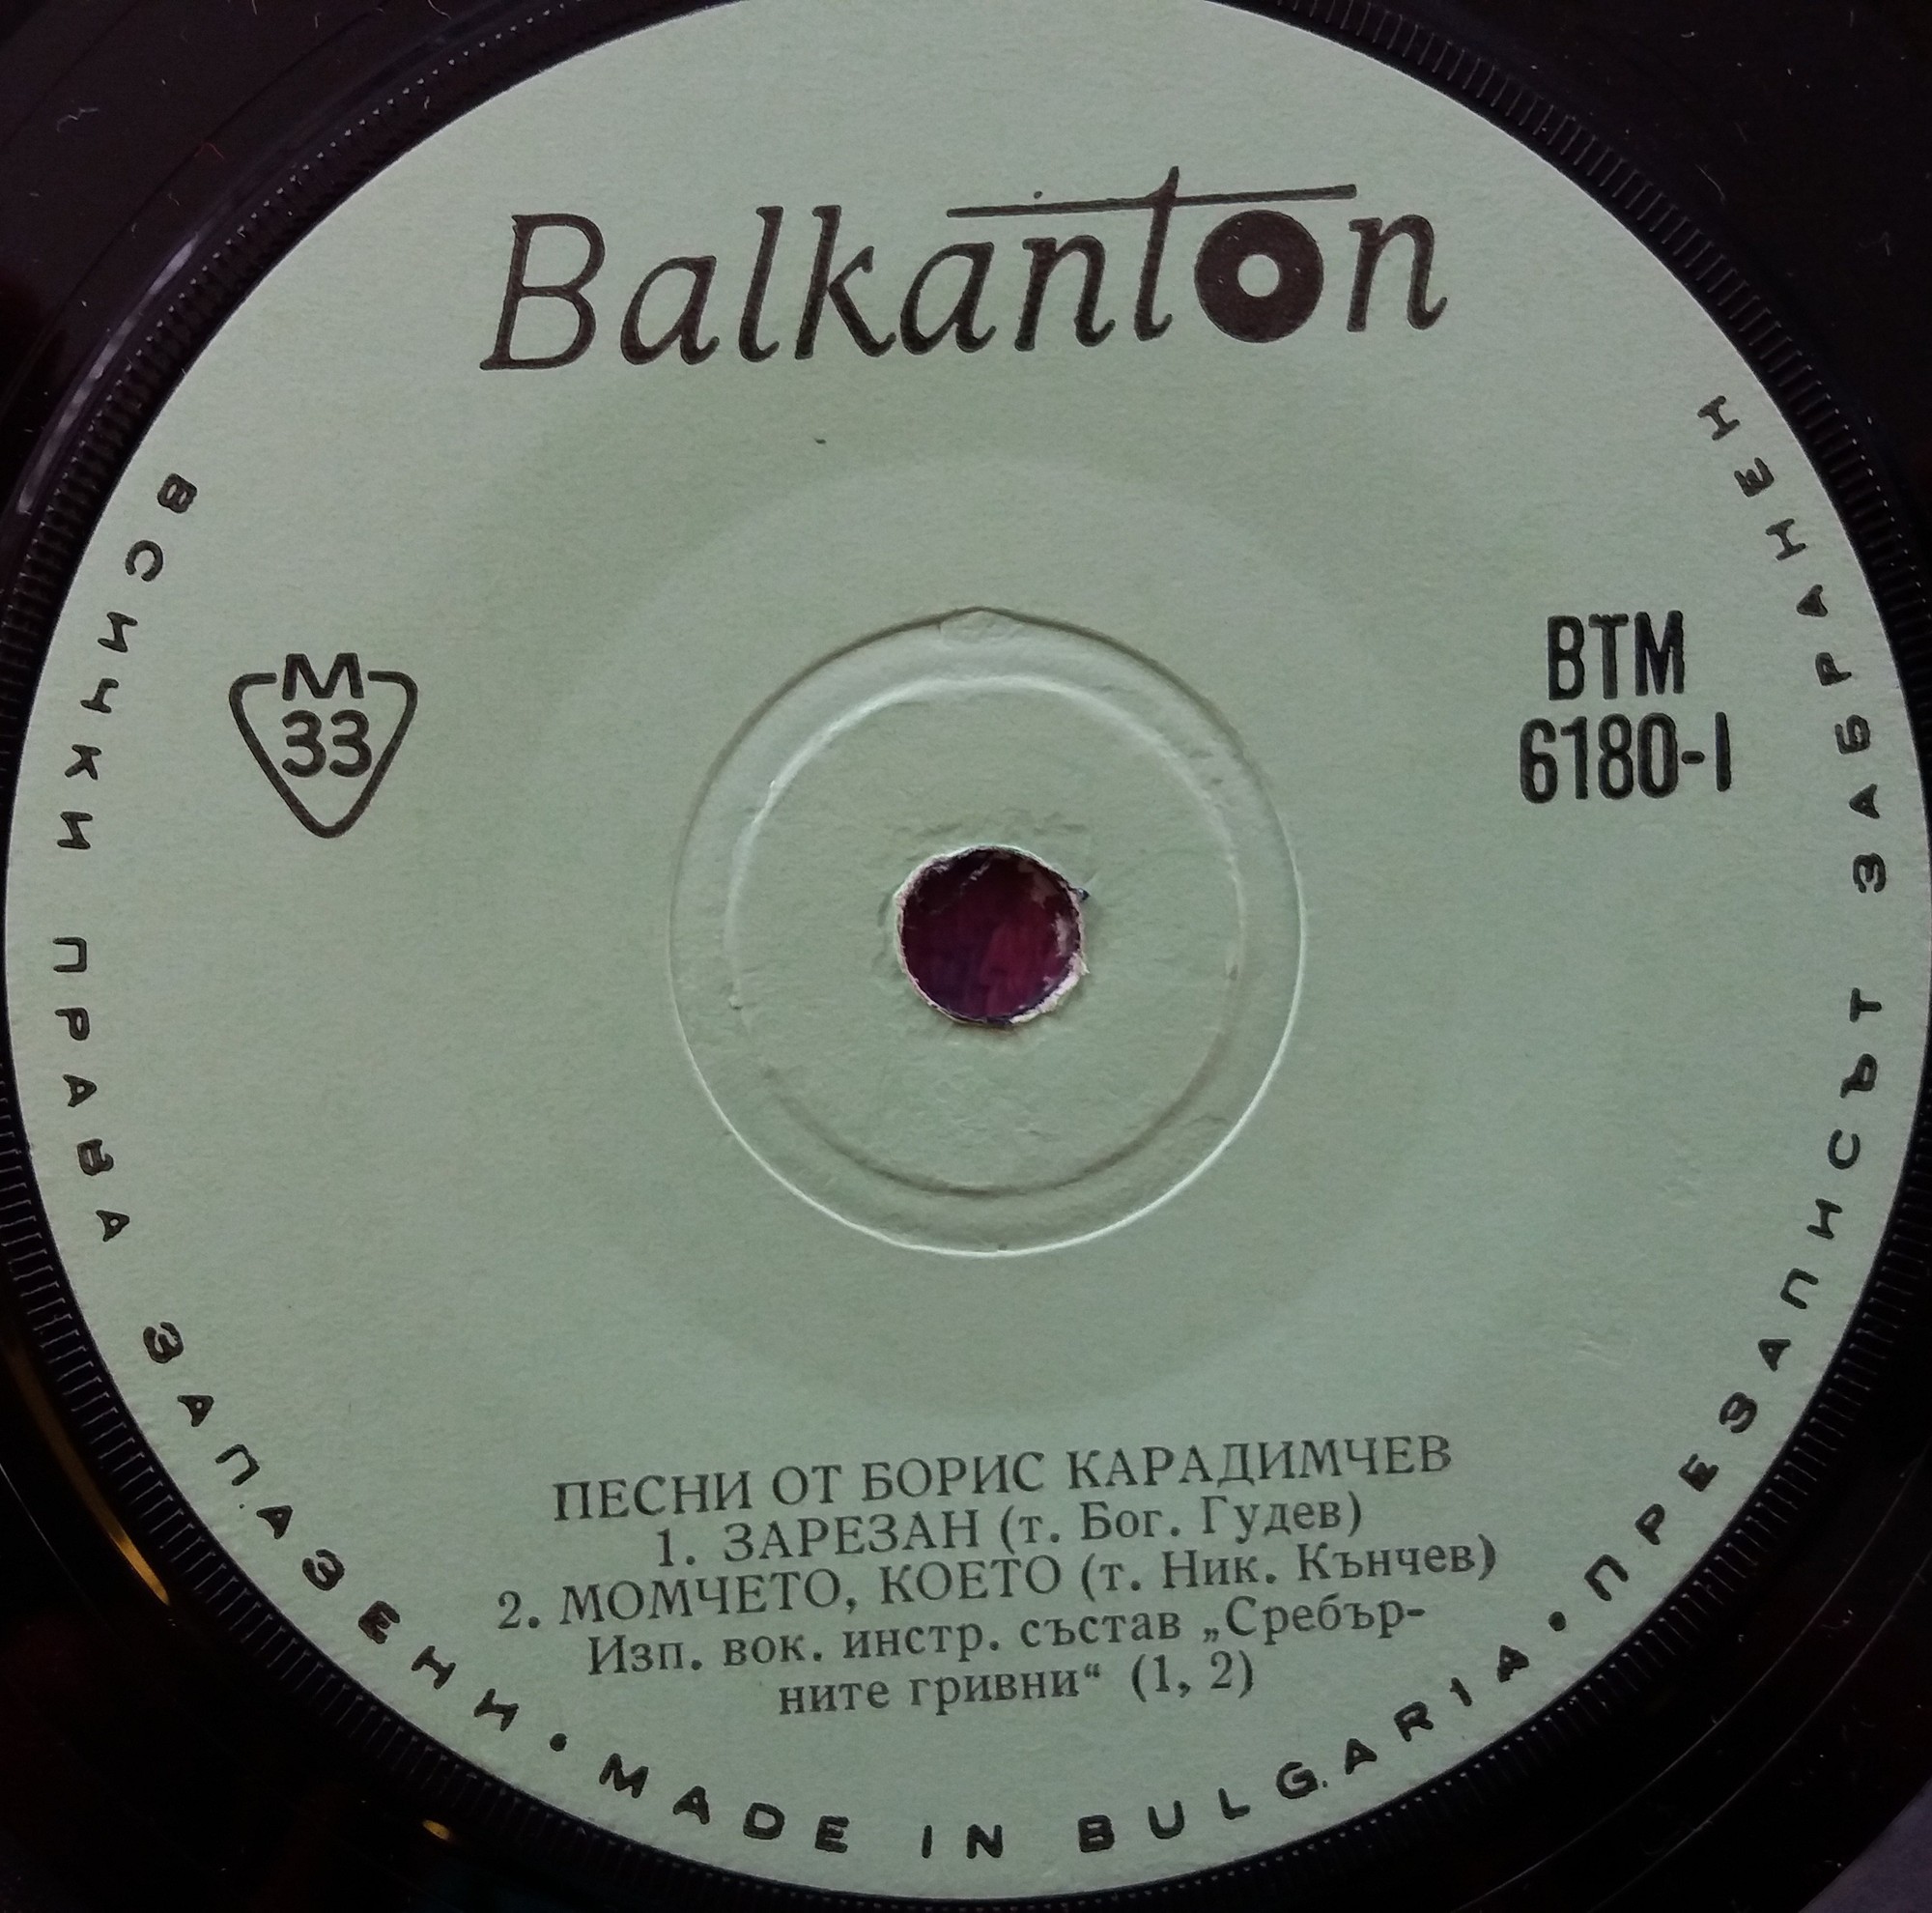 Balkanton
M
33
ВТМ
6180-I
ПЕСНИ ОТ БОРИС КАРАДИМЧЕВ
1. ЗАРЕЗАН (т. Бог. Гудев)
2. МОМЧЕТО, КОЕТО (т. Ник. Кънчев)
Изп. вок. инстр. състав „Сребър-
ните гривни“ (1, 2)
ВСИЧКИ ПРАВА ЗАПАЗЕНИ • MADE IN BULGARIA • ПРЕЗАПИСЪТ ЗАБРАНЕН